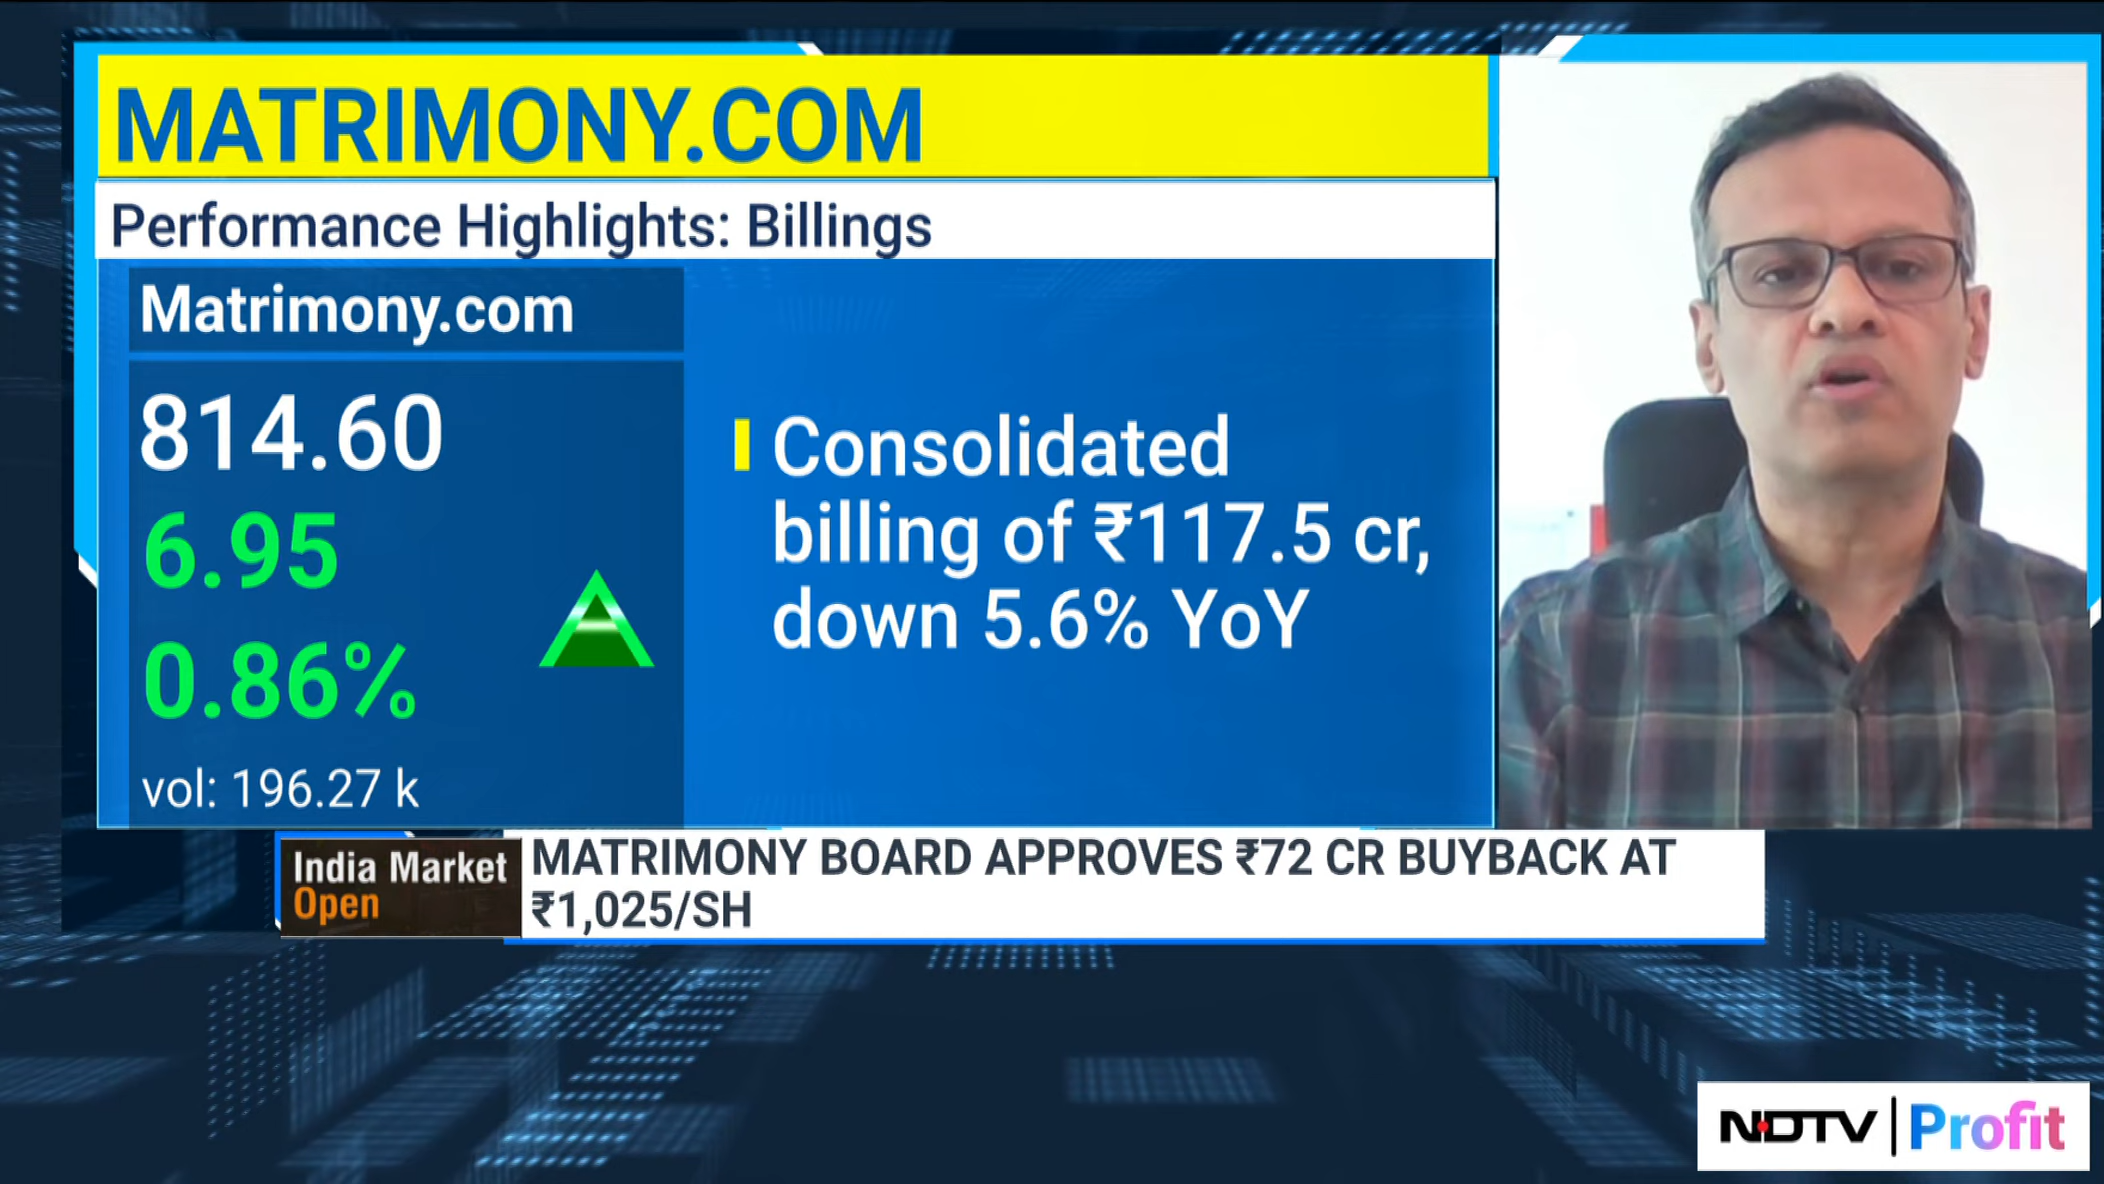 MATRIMONY.COM
Performance Highlights: Billings
Matrimony.com
814.60
6.95
0.86%
vol: 196.27 k
Consolidated
billing of ₹117.5 cr,
down 5.6% YoY
India Market
Open
MATRIMONY BOARD APPROVES ₹72 CR BUYBACK AT
₹1,025/SH
NDTV | Profit